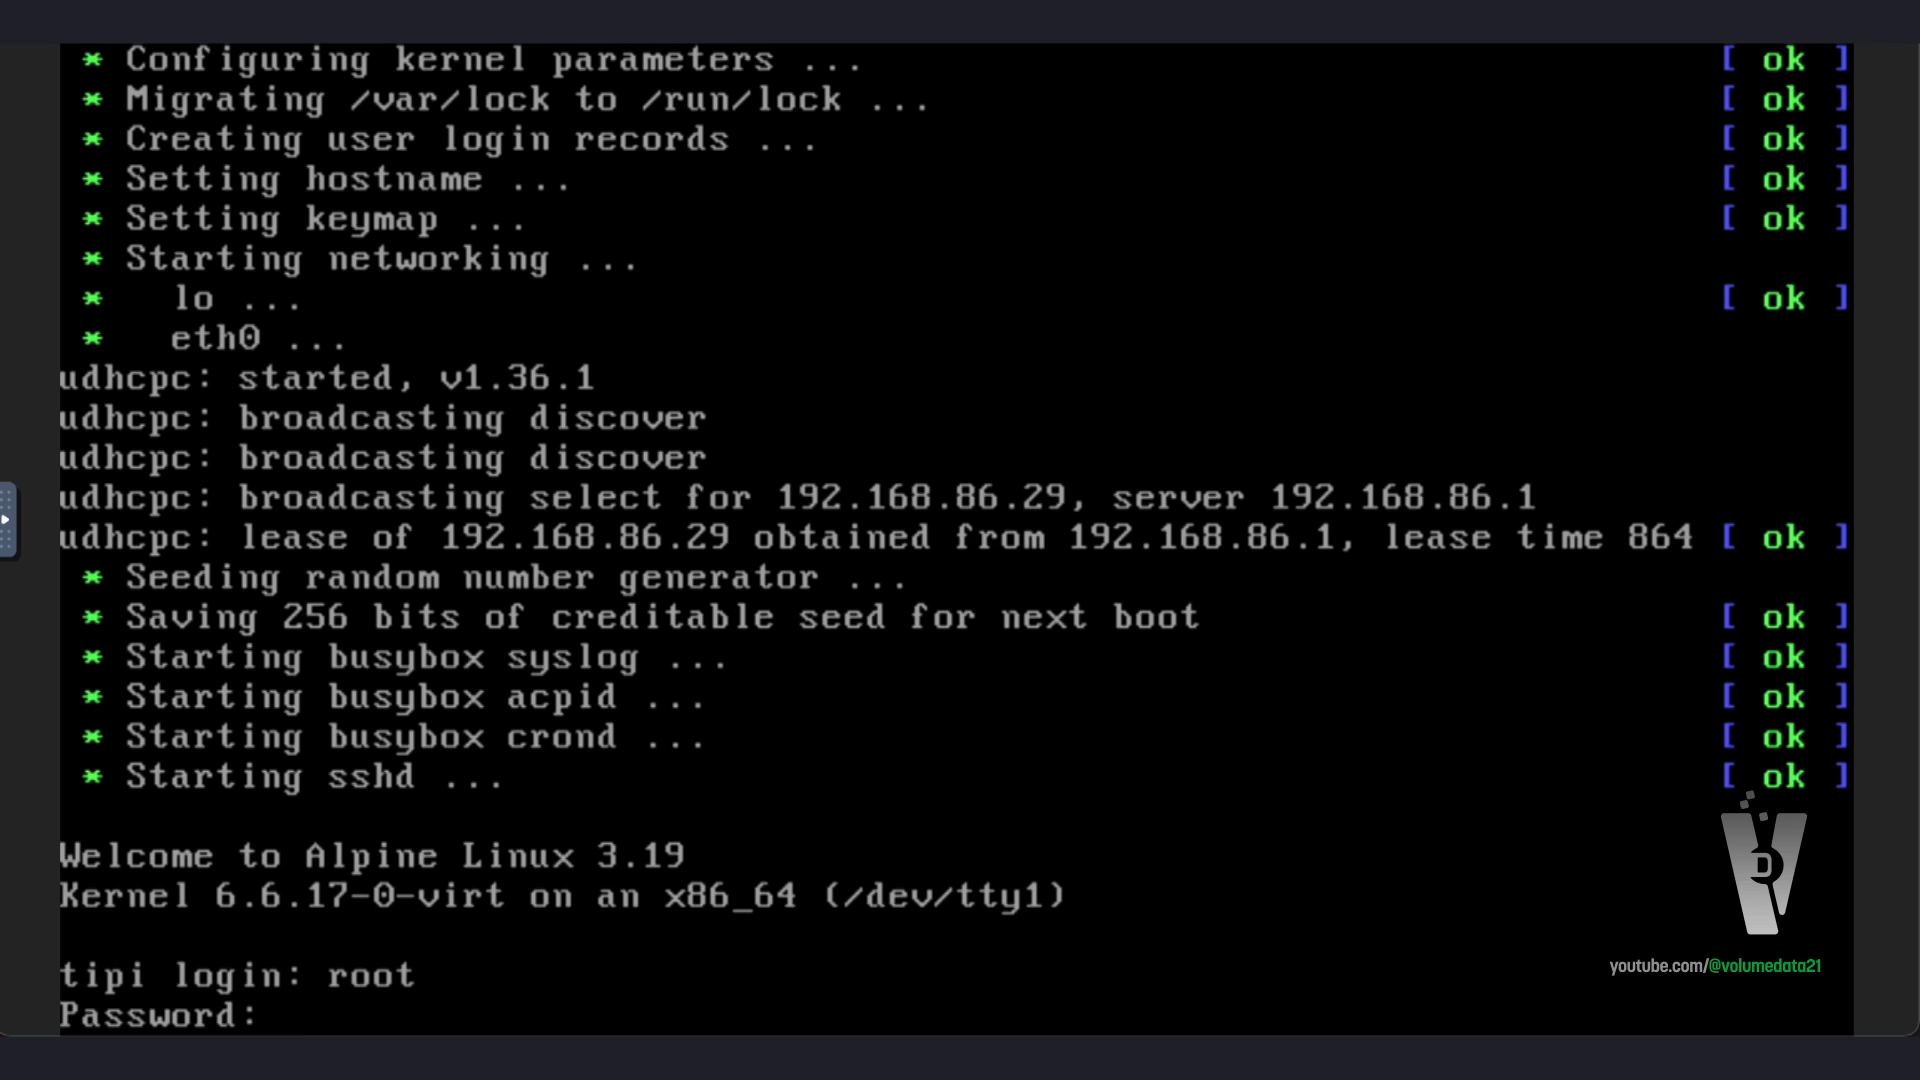 * Configuring kernel parameters ... [ ok ]
* Migrating /var/lock to /run/lock ... [ ok ]
* Creating user login records ... [ ok ]
* Setting hostname ... [ ok ]
* Setting keymap ... [ ok ]
* Starting networking ...
*   lo ... [ ok ]
*   eth0 ...
udhcpc: started, v1.36.1
udhcpc: broadcasting discover
udhcpc: broadcasting discover
udhcpc: broadcasting select for 192.168.86.29, server 192.168.86.1
udhcpc: lease of 192.168.86.29 obtained from 192.168.86.1, lease time 864 [ ok ]
* Seeding random number generator ...
* Saving 256 bits of creditable seed for next boot [ ok ]
* Starting busybox syslog ... [ ok ]
* Starting busybox acpid ... [ ok ]
* Starting busybox crond ... [ ok ]
* Starting sshd ... [ ok ]
Welcome to Alpine Linux 3.19
Kernel 6.6.17-0-virt on an x86_64 (/dev/tty1)
VD
youtube.com/@volumedata21
tipi login: root
Password: